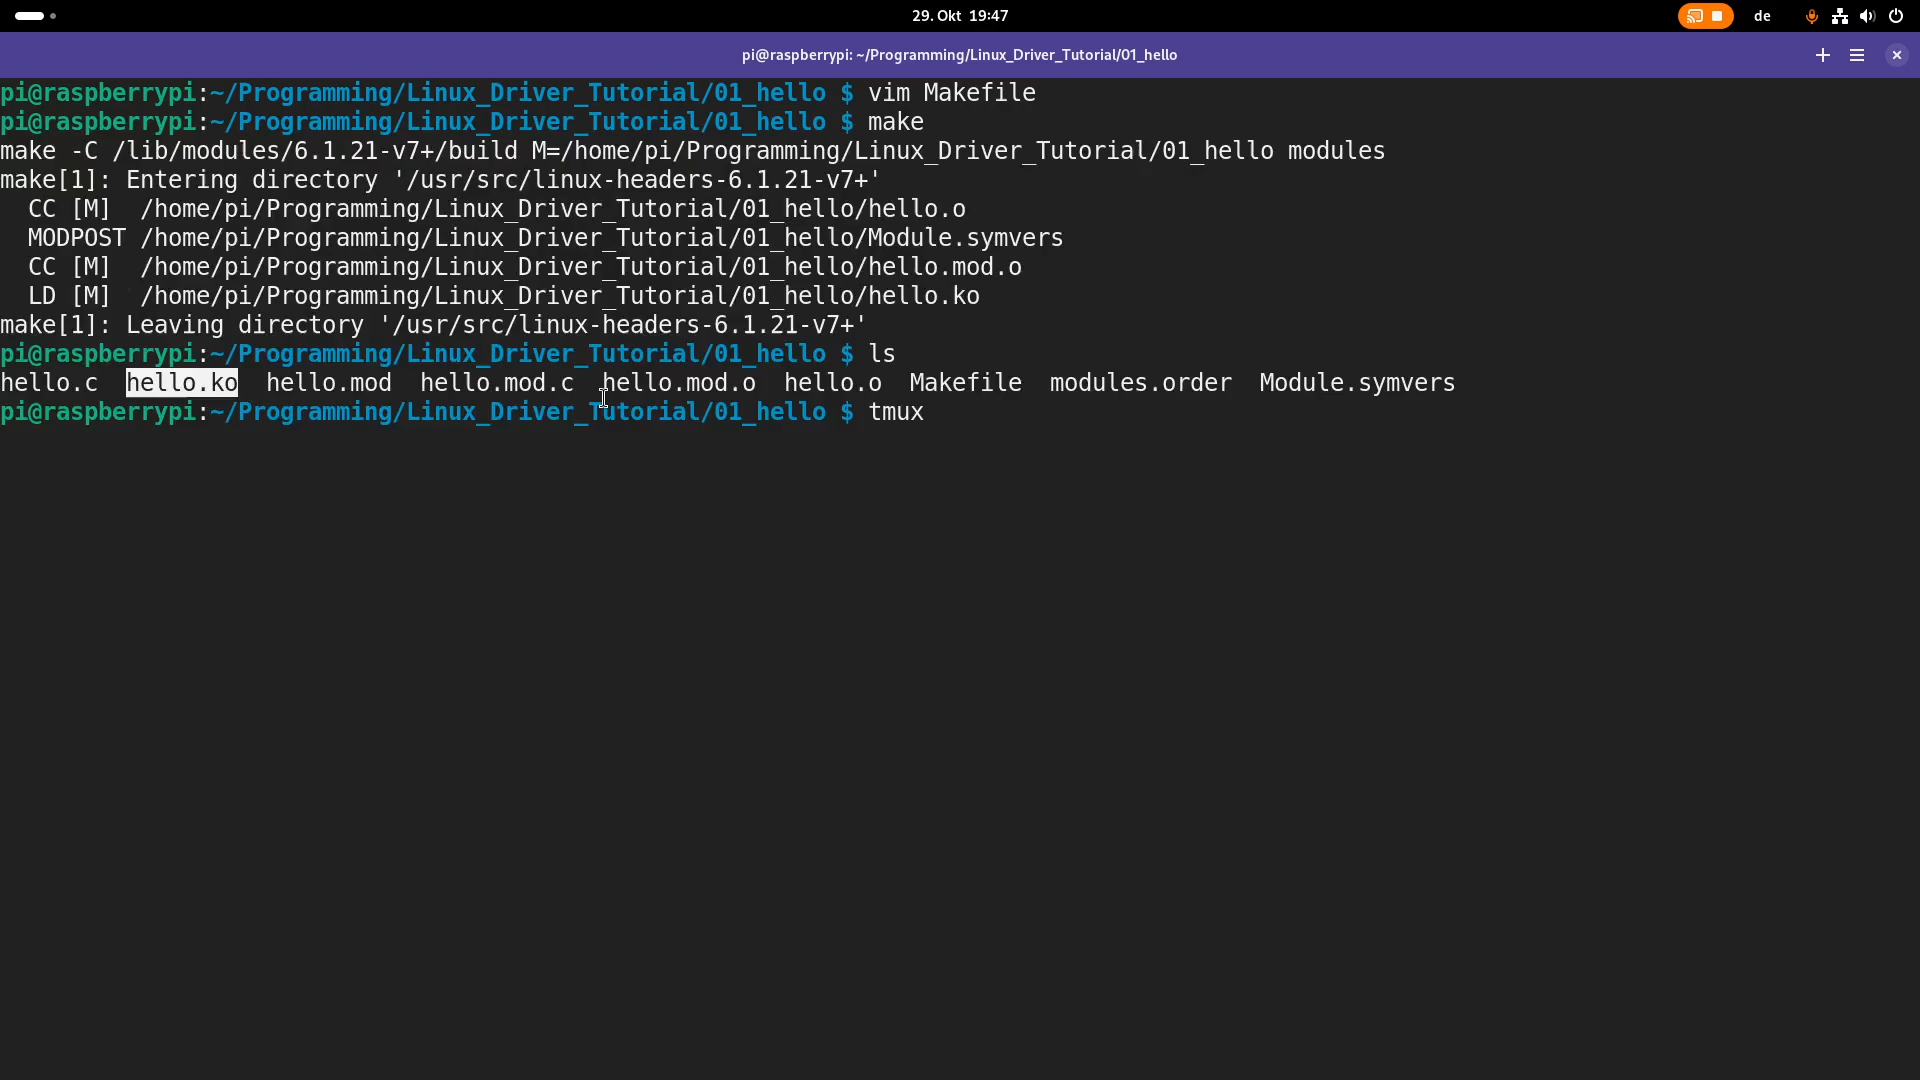 29. Okt 19:47
de
pi@raspberrypi: ~/Programming/Linux_Driver_Tutorial/01_hello
pi@raspberrypi:~/Programming/Linux_Driver_Tutorial/01_hello $ vim Makefile
pi@raspberrypi:~/Programming/Linux_Driver_Tutorial/01_hello $ make
make -C /lib/modules/6.1.21-v7+/build M=/home/pi/Programming/Linux_Driver_Tutorial/01_hello modules
make[1]: Entering directory '/usr/src/linux-headers-6.1.21-v7+'
  CC [M]  /home/pi/Programming/Linux_Driver_Tutorial/01_hello/hello.o
  MODPOST /home/pi/Programming/Linux_Driver_Tutorial/01_hello/Module.symvers
  CC [M]  /home/pi/Programming/Linux_Driver_Tutorial/01_hello/hello.mod.o
  LD [M]  /home/pi/Programming/Linux_Driver_Tutorial/01_hello/hello.ko
make[1]: Leaving directory '/usr/src/linux-headers-6.1.21-v7+'
pi@raspberrypi:~/Programming/Linux_Driver_Tutorial/01_hello $ ls
hello.c  hello.ko  hello.mod  hello.mod.c  hello.mod.o  hello.o  Makefile  modules.order  Module.symvers
pi@raspberrypi:~/Programming/Linux_Driver_Tutorial/01_hello $ tmux